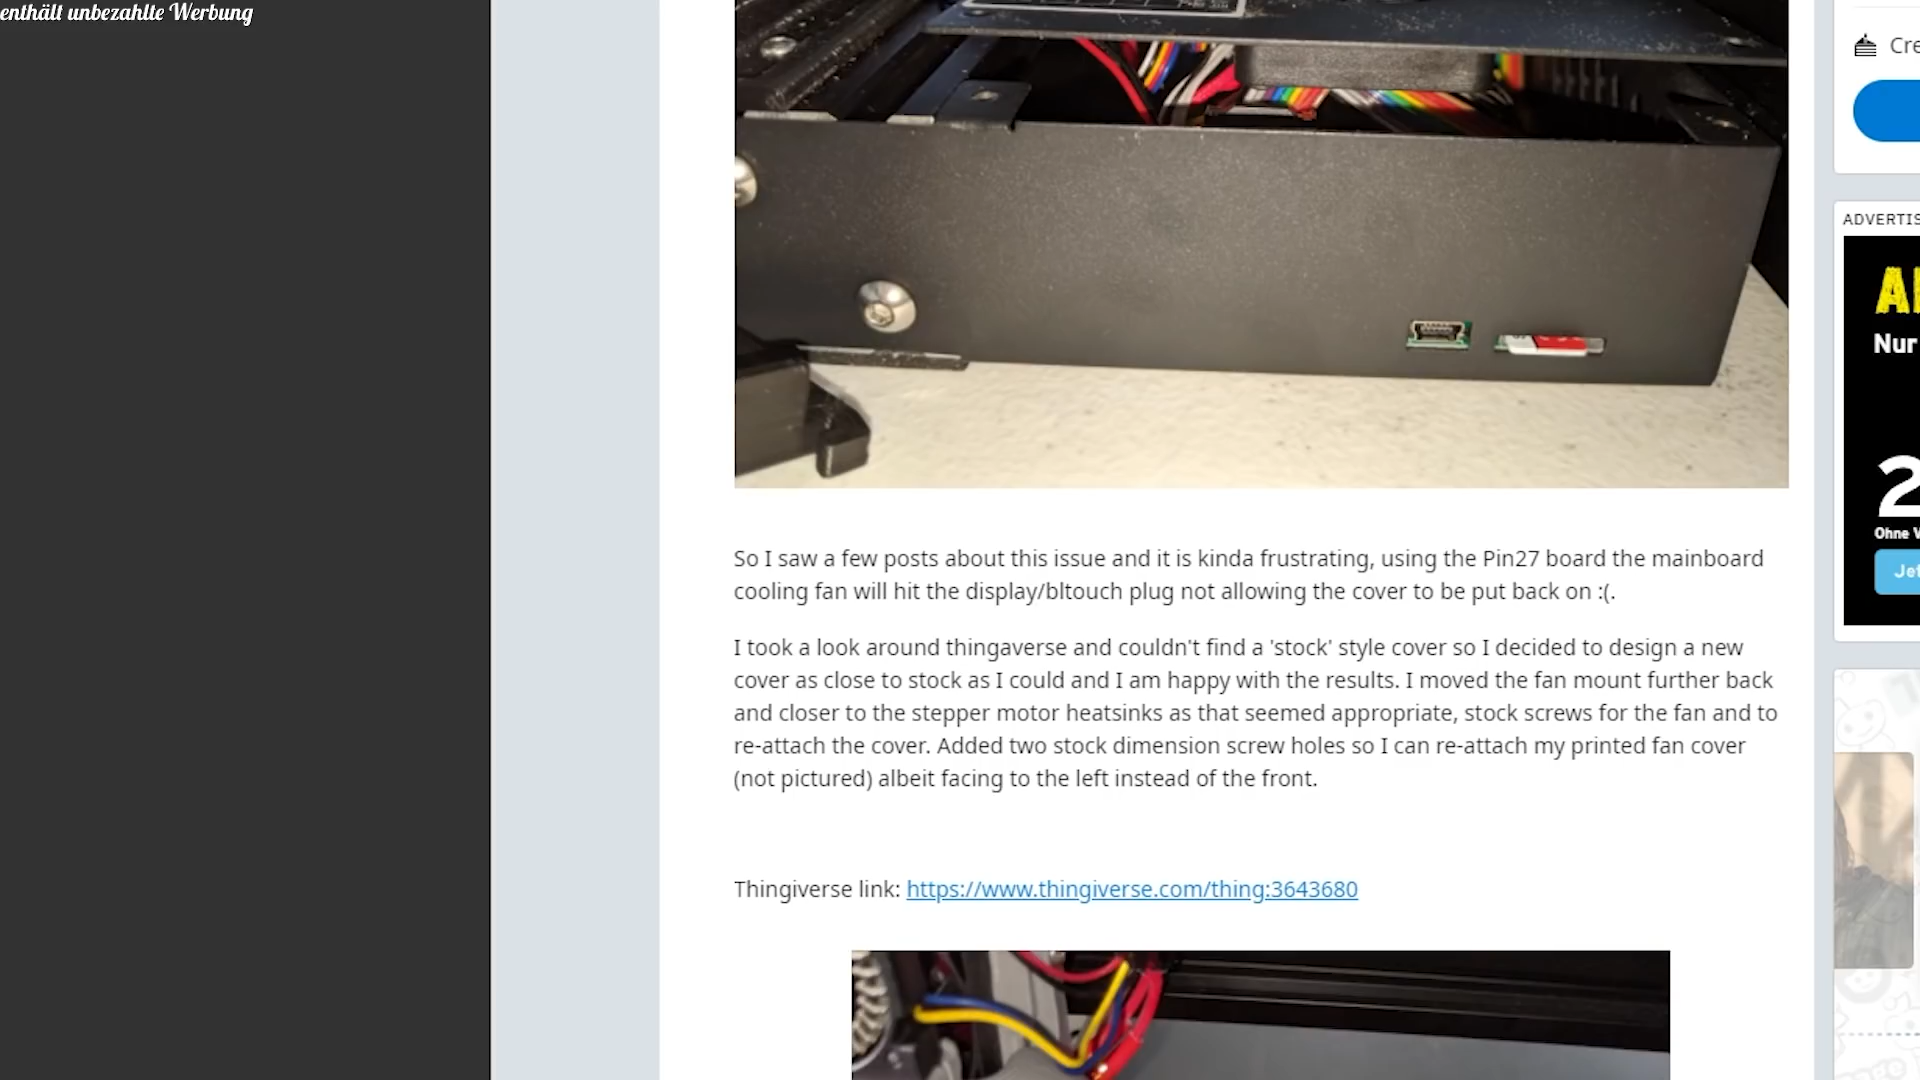 enthält unbezahlte Werbung
Cre
ADVERTIS
Nur
2
Ohne V
So I saw a few posts about this issue and it is kinda frustrating, using the Pin27 board the mainboard
cooling fan will hit the display/bltouch plug not allowing the cover to be put back on :(.
I took a look around thingaverse and couldn't find a 'stock' style cover so I decided to design a new
cover as close to stock as I could and I am happy with the results. I moved the fan mount further back
and closer to the stepper motor heatsinks as that seemed appropriate, stock screws for the fan and to
re-attach the cover. Added two stock dimension screw holes so I can re-attach my printed fan cover
(not pictured) albeit facing to the left instead of the front.
Thingiverse link: https://www.thingiverse.com/thing:3643680